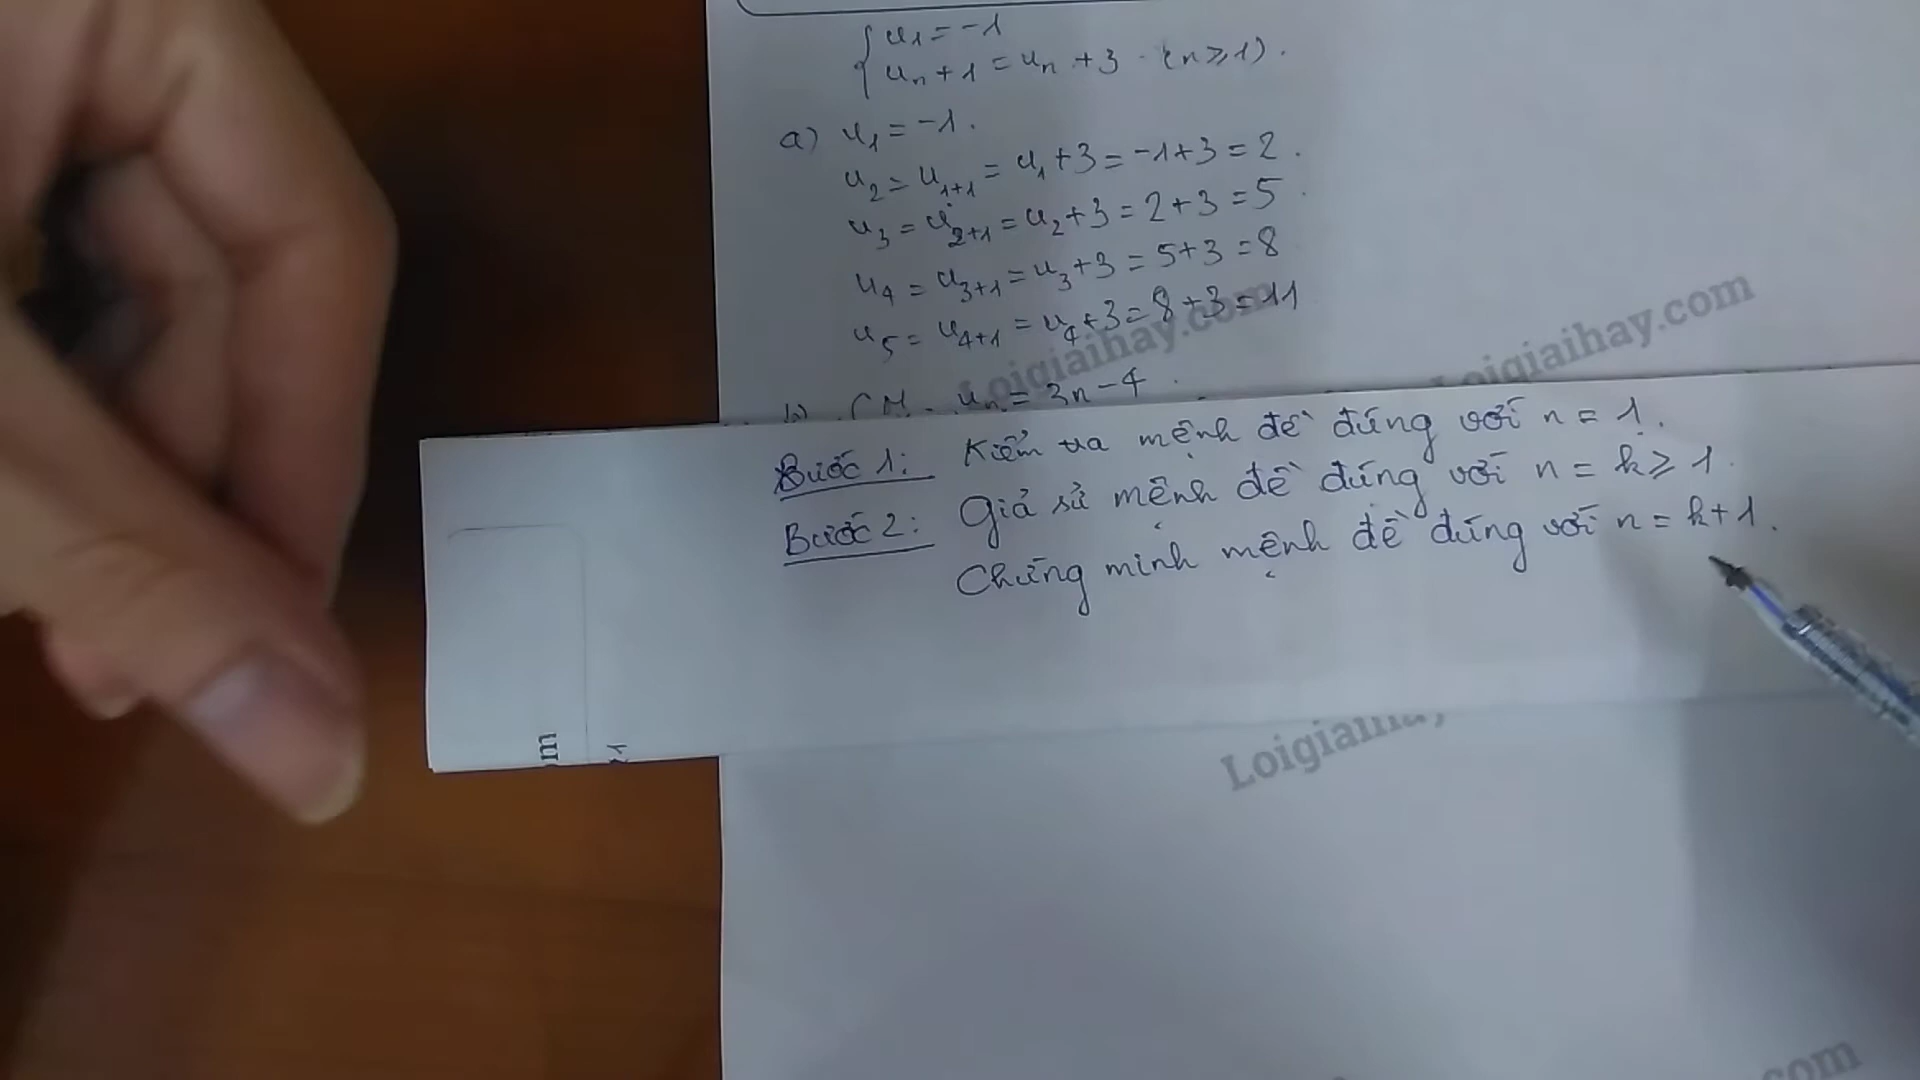 u₁ = -1
uₙ + 1 = uₙ + 3 · (n ≥ 1).
a) u₁ = -1.
u₂ = u₁₊₁ = u₁ + 3 = -1 + 3 = 2.
u₃ = u₂₊₁ = u₂ + 3 = 2 + 3 = 5.
u₄ = u₃₊₁ = u₃ + 3 = 5 + 3 = 8
u₅ = u₄₊₁ = u₄ + 3 = 8 + 3 = 11
Loigiaihay.com
Loigiaihay.com
b) CM. uₙ = 3n - 4.
Bước 1: Kiểm tra mệnh đề đúng với n = 1.
Bước 2: Giả sử mệnh đề đúng với n = k ≥ 1.
Chứng minh mệnh đề đúng với n = k+1.
om
Loigiaihay
.com